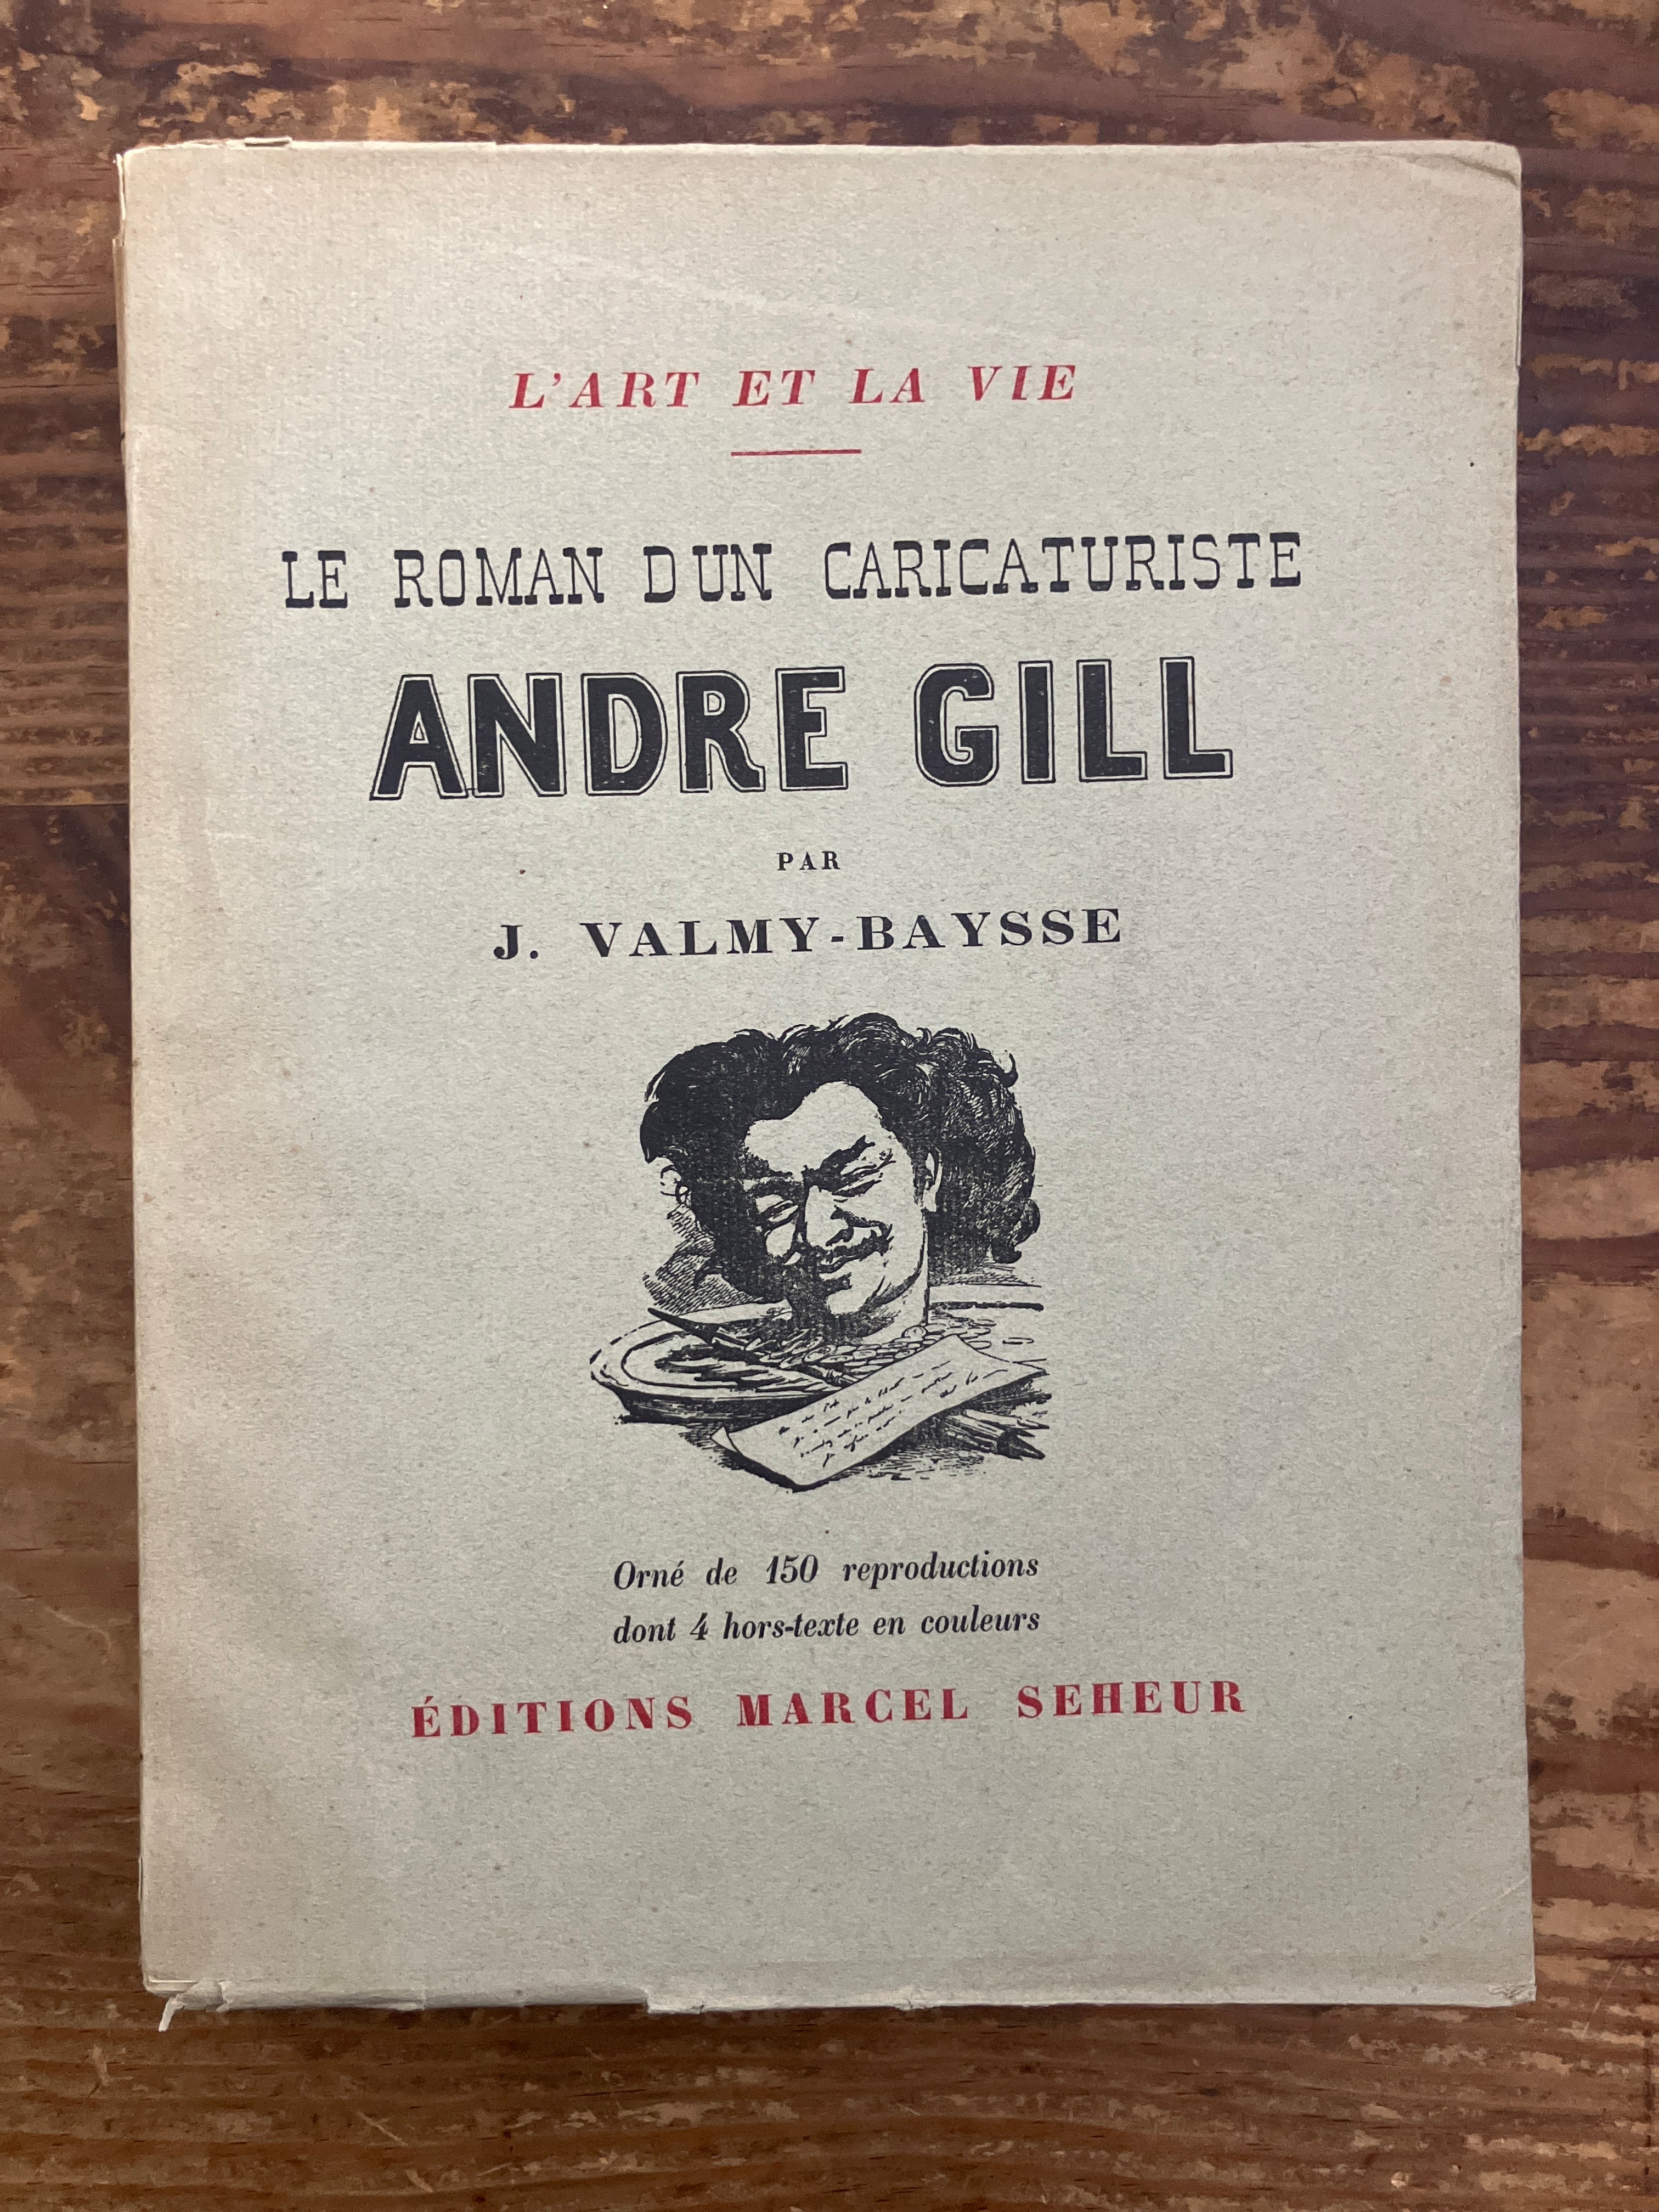 L'ART ET LA VIE
LE ROMAN DUN CARICATURISTE
ANDRE GILL
PAR
J. VALMY-BAYSSE
Orné de 150 reproductions
dont 4 hors-texte en couleurs
ÉDITIONS MARCEL SEHEUR